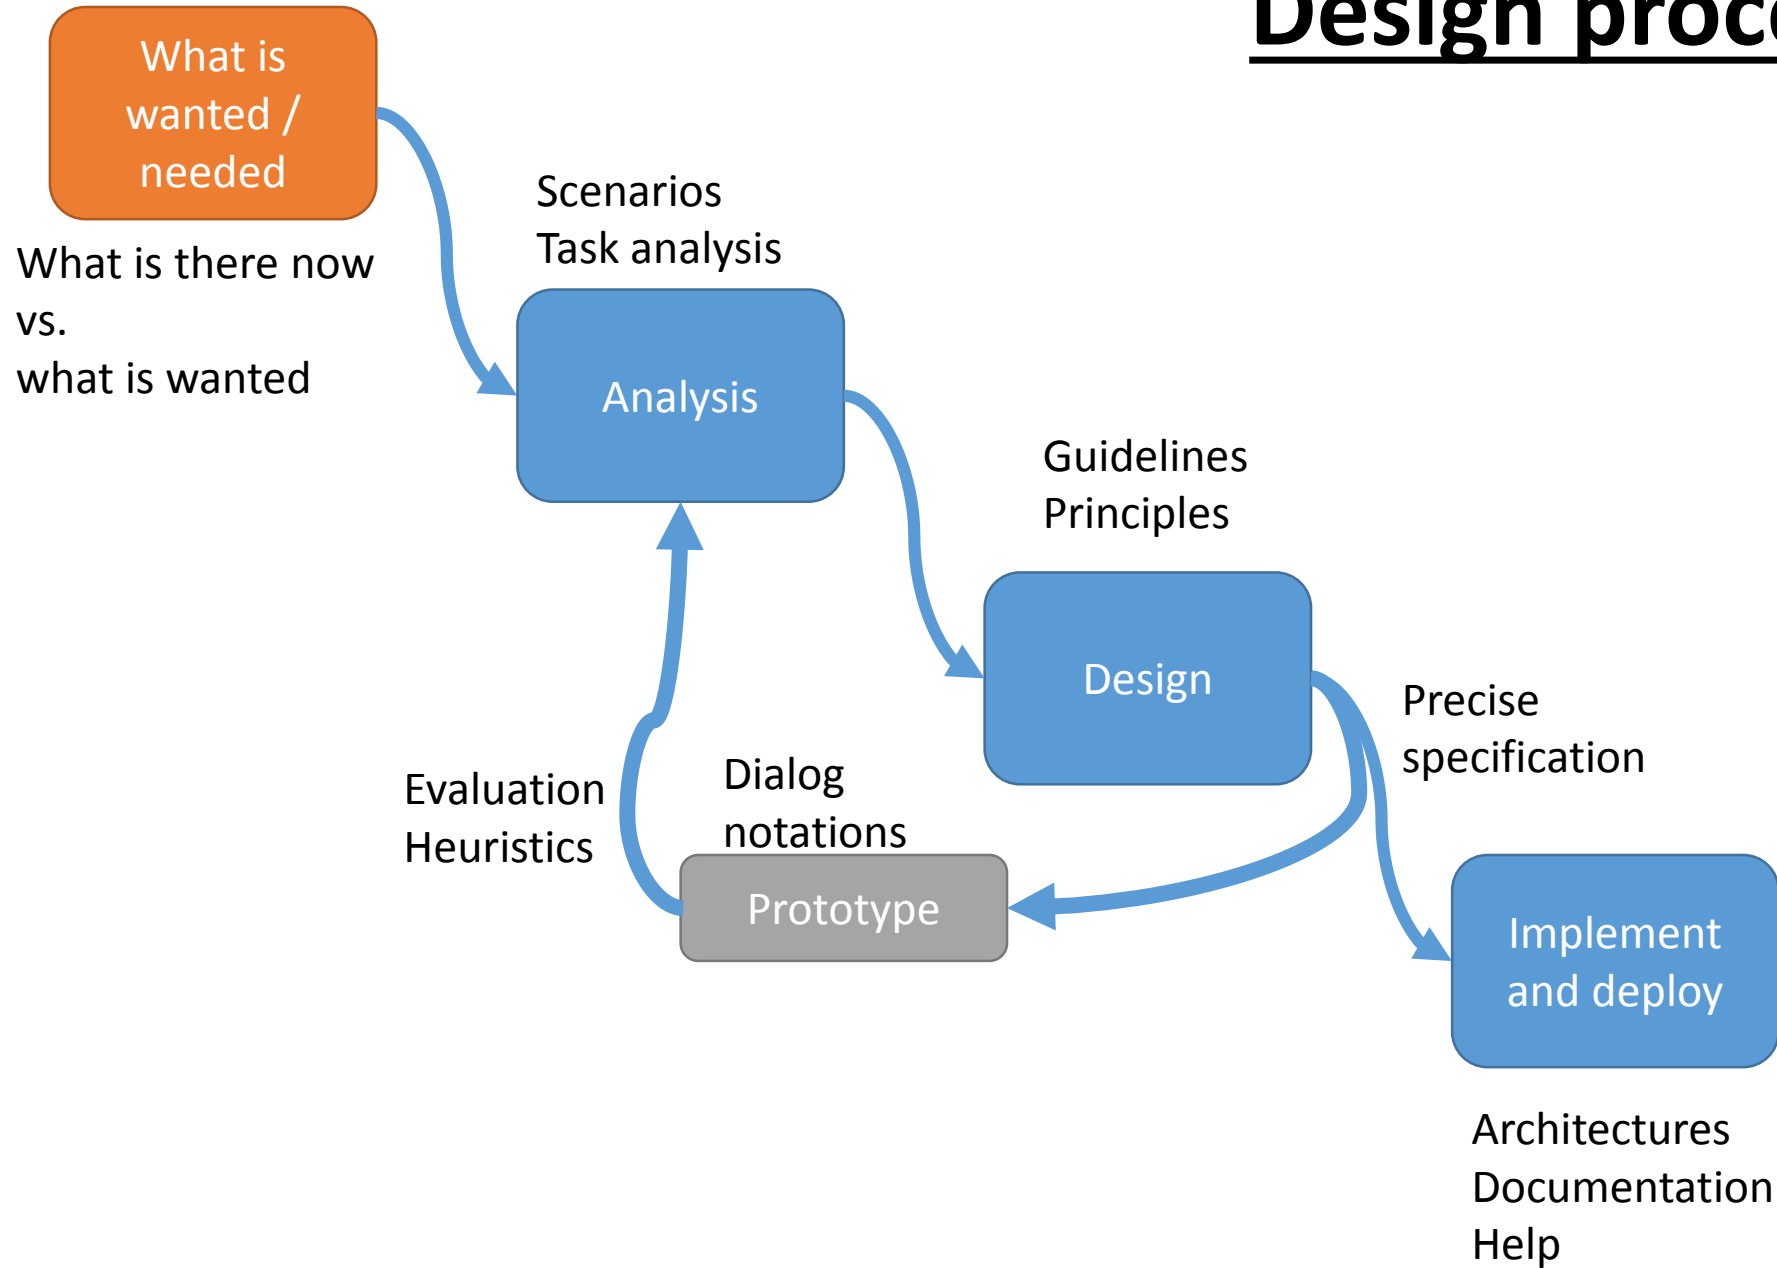 Design proce
What is
wanted /
needed
What is there now
vs.
what is wanted
Scenarios
Task analysis
Analysis
Guidelines
Principles
Design
Precise
specification
Evaluation
Heuristics
Dialog
notations
Prototype
Implement
and deploy
Architectures
Documentation
Help